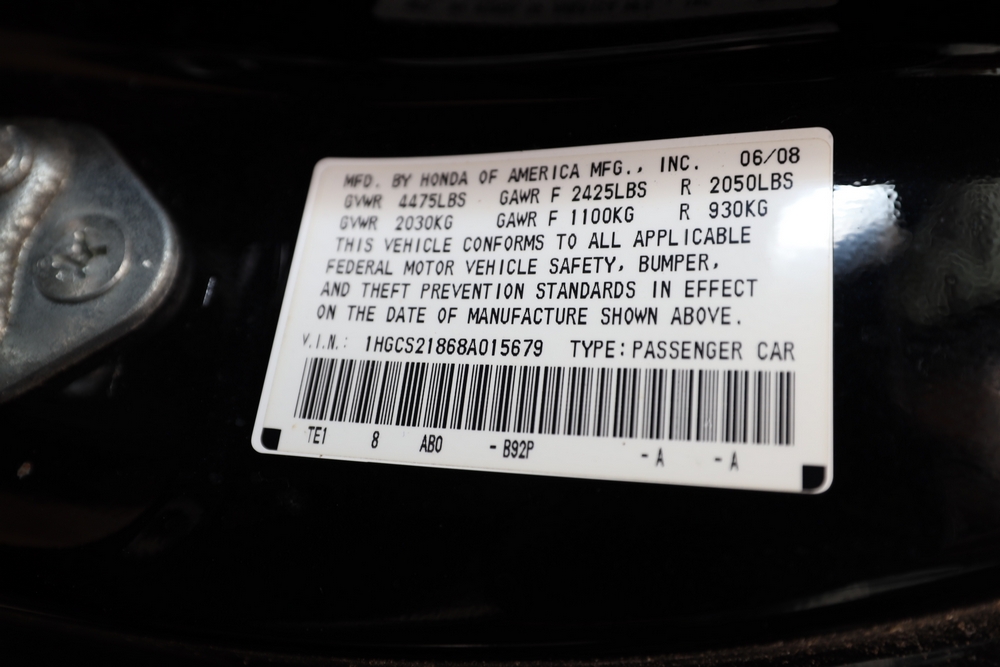 MFD. BY HONDA OF AMERICA MFG., INC. 06/08
GVWR 4475LBS GAWR F 2425LBS R 2050LBS
GVWR 2030KG GAWR F 1100KG R 930KG
THIS VEHICLE CONFORMS TO ALL APPLICABLE
FEDERAL MOTOR VEHICLE SAFETY, BUMPER,
AND THEFT PREVENTION STANDARDS IN EFFECT
ON THE DATE OF MANUFACTURE SHOWN ABOVE.
V.I.N.: 1HGCS21868A015679 TYPE: PASSENGER CAR
TE1 8 AB0 - B92P - A - A